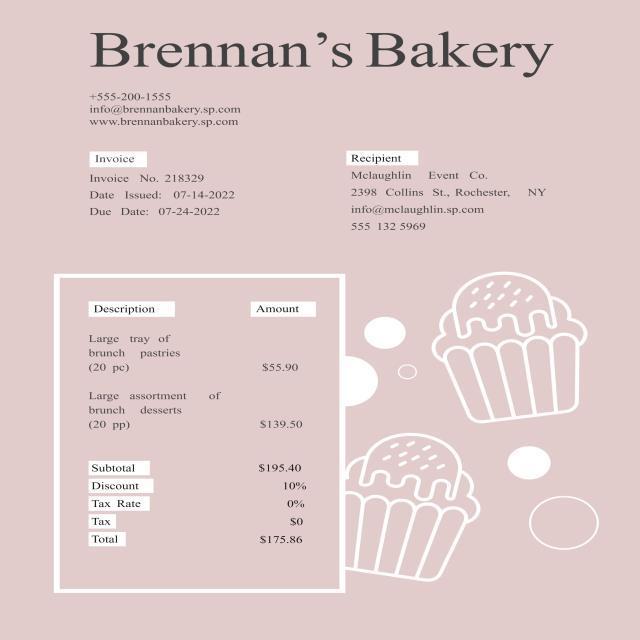 Brennan's Bakery
+555-200-1555
info@brennanbakery.sp.com
www.brennanbakery.sp.com
Invoice
Invoice No. 218329
Date Issued: 07-14-2022
Due Date: 07-24-2022
Recipient
Mclaughlin Event Co.
2398 Collins St., Rochester, NY
info@mclaughlin.sp.com
555 132 5969
Description Amount
Large tray of
brunch pastries
(20 pc) $55.90
Large assortment of
brunch desserts
(20 pp) $139.50
Subtotal $195.40
Discount 10%
Tax Rate 0%
Tax $0
Total $175.86